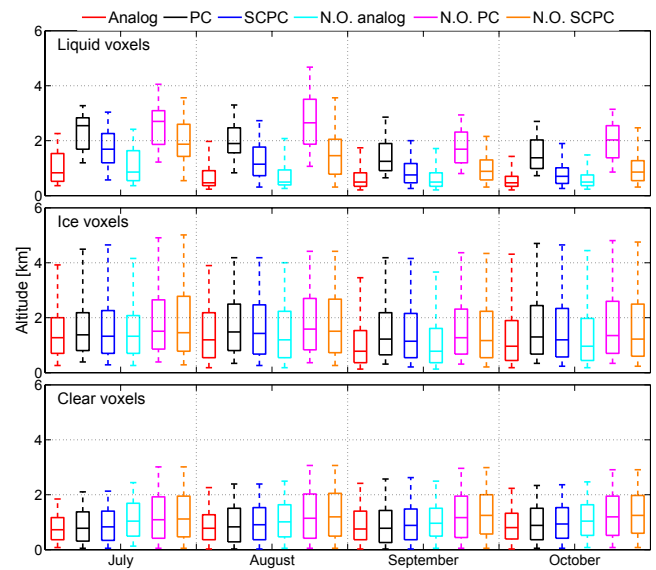 Analog PC SCPC N.O. analog N.O. PC N.O. SCPC
6
Liquid voxels
4
2
0
6
Ice voxels
4
Altitude [km]
2
0
6
Clear voxels
4
2
0
July August September October